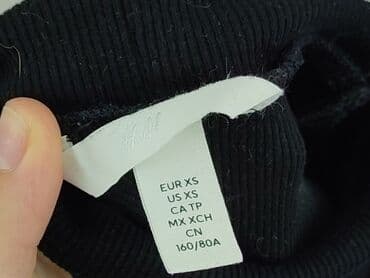 H&M
EUR XS
US XS
CA TP
MX XCH
CN
160/80A